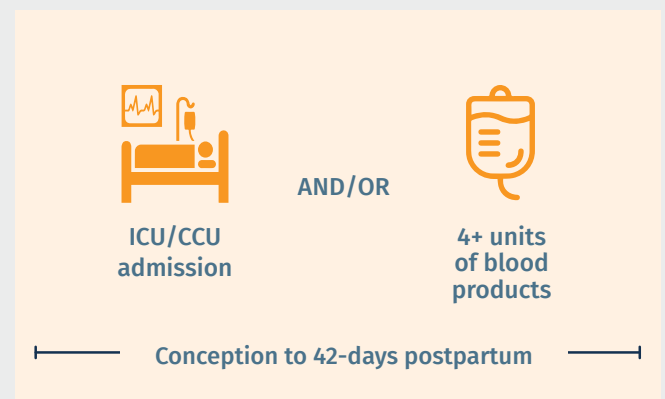 AND/OR
ICU/CCU
admission
4+ units
of blood
products
Conception to 42-days postpartum